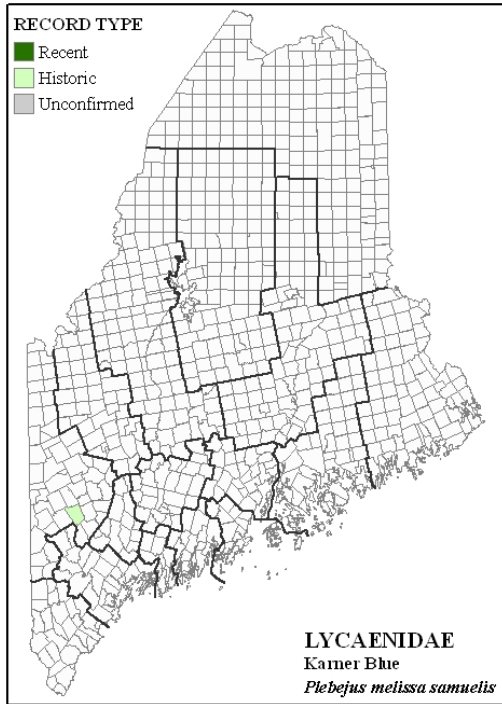 RECORD TYPE
Recent
Historic
Unconfirmed
LYCAENIDAE
Karner Blue
Plebejus melissa samuelis